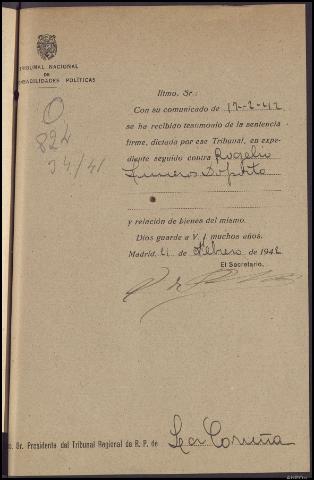 TRIBUNAL NACIONAL
DE
RESPONSABILIDADES POLÍTICAS
O
824
34/41
Iltmo. Sr:
Con su comunicado de 17-2-42
se ha recibido testimonio de la sentencia
firme, dictada por ese Tribunal, en expe-
diente seguido contra Rogelio
y relación de bienes del mismo.
Dios guarde a V. I. muchos años.
Madrid, 21 de febrero de 1942
El Secretario.
o. Sr. Presidente del Tribunal Regional de R. P. de La Coruña